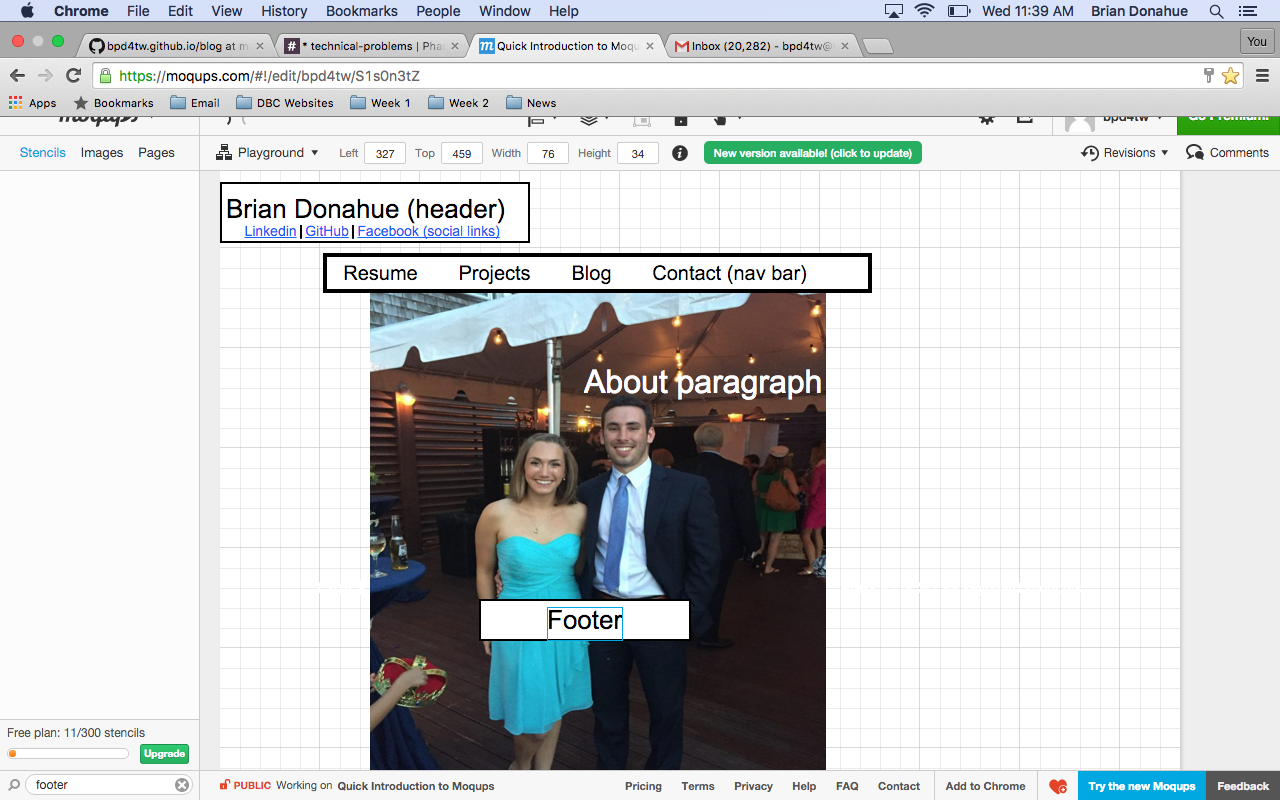 Chrome File Edit View History Bookmarks People Window Help Wed 11:39 AM Brian Donahue
bpd4tw.github.io/blog at m
* technical-problems | Pha
Quick Introduction to Moqu
Inbox (20,282) - bpd4tw@
You
https://moqups.com/#!/edit/bpd4tw/S1s0n3tZ
Apps Bookmarks Email DBC Websites Week 1 Week 2 News
moqups bpd4tw Go Premium!
Stencils Images Pages Playground Left 327 Top 459 Width 76 Height 34 New version available! (click to update) Revisions Comments
Brian Donahue (header)
Linkedin | GitHub | Facebook (social links)
Resume Projects Blog Contact (nav bar)
About paragraph
Footer
Free plan: 11/300 stencils
Upgrade
footer
PUBLIC Working on Quick Introduction to Moqups Pricing Terms Privacy Help FAQ Contact Add to Chrome Try the new Moqups Feedback